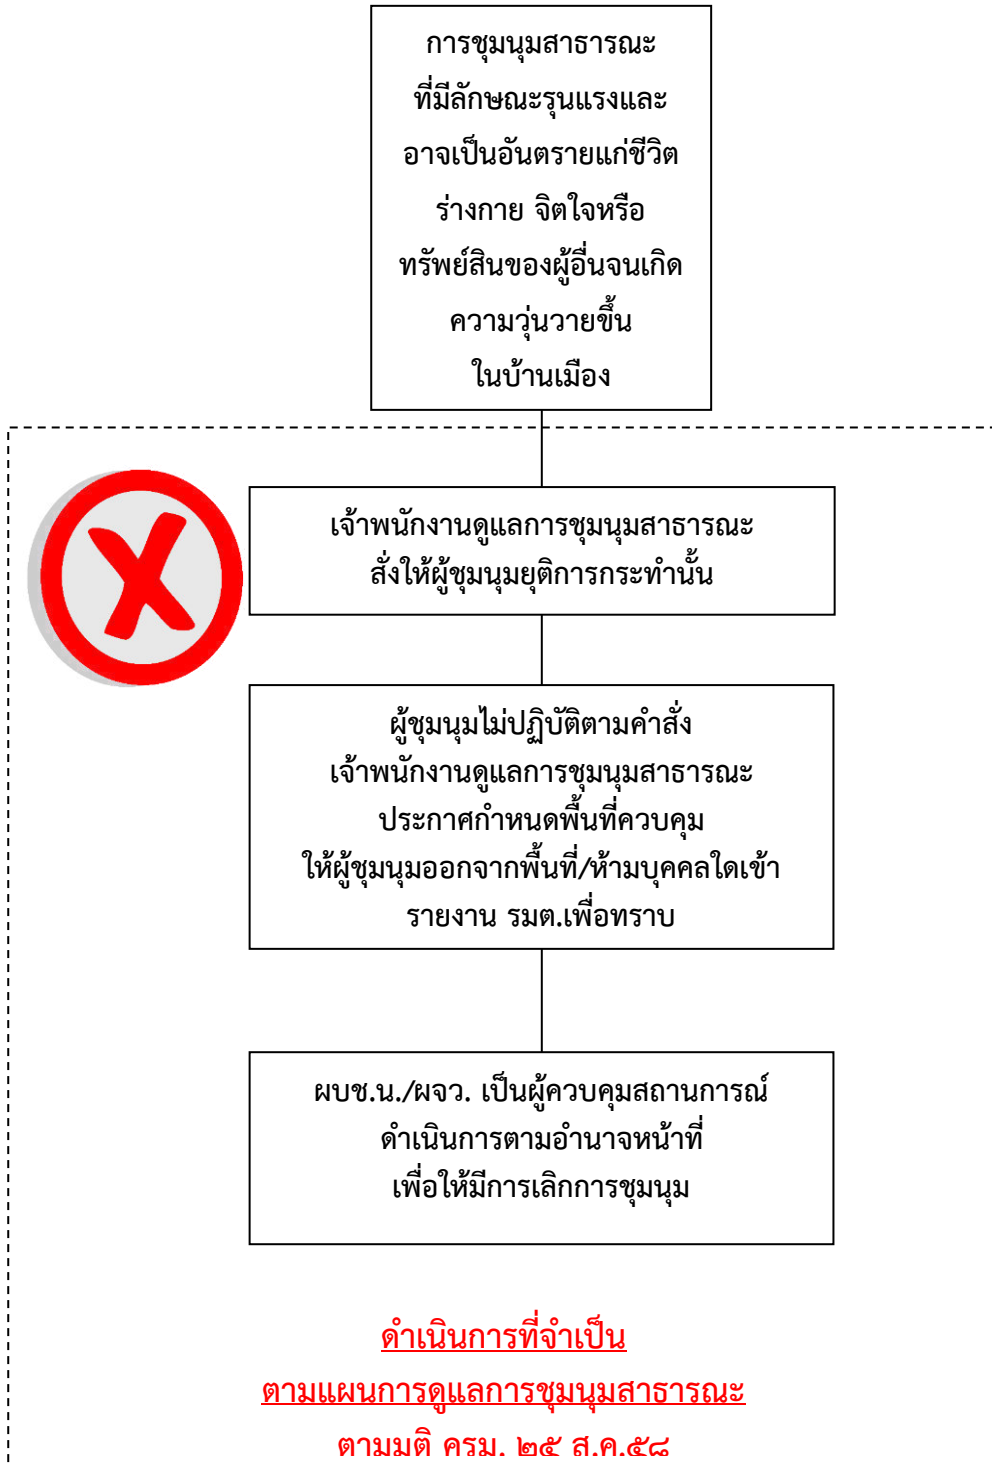 การชุมนุมสาธารณะ
ที่มีลักษณะรุนแรงและ
อาจเป็นอันตรายแก่ชีวิต
ร่างกาย จิตใจหรือ
ทรัพย์สินของผู้อื่นจนเกิด
ความวุ่นวายขึ้น
ในบ้านเมือง
เจ้าพนักงานดูแลการชุมนุมสาธารณะ
สั่งให้ผู้ชุมนุมยุติการกระทำนั้น
ผู้ชุมนุมไม่ปฏิบัติตามคำสั่ง
เจ้าพนักงานดูแลการชุมนุมสาธารณะ
ประกาศกำหนดพื้นที่ควบคุม
ให้ผู้ชุมนุมออกจากพื้นที่/ห้ามบุคคลใดเข้า
รายงาน รมต.เพื่อทราบ
ผบช.น./ผจว. เป็นผู้ควบคุมสถานการณ์
ดำเนินการตามอำนาจหน้าที่
เพื่อให้มีการเลิกการชุมนุม
ดำเนินการที่จำเป็น
ตามแผนการดูแลการชุมนุมสาธารณะ
ตามมติ ครม. ๒๕ ส.ค.๕๘